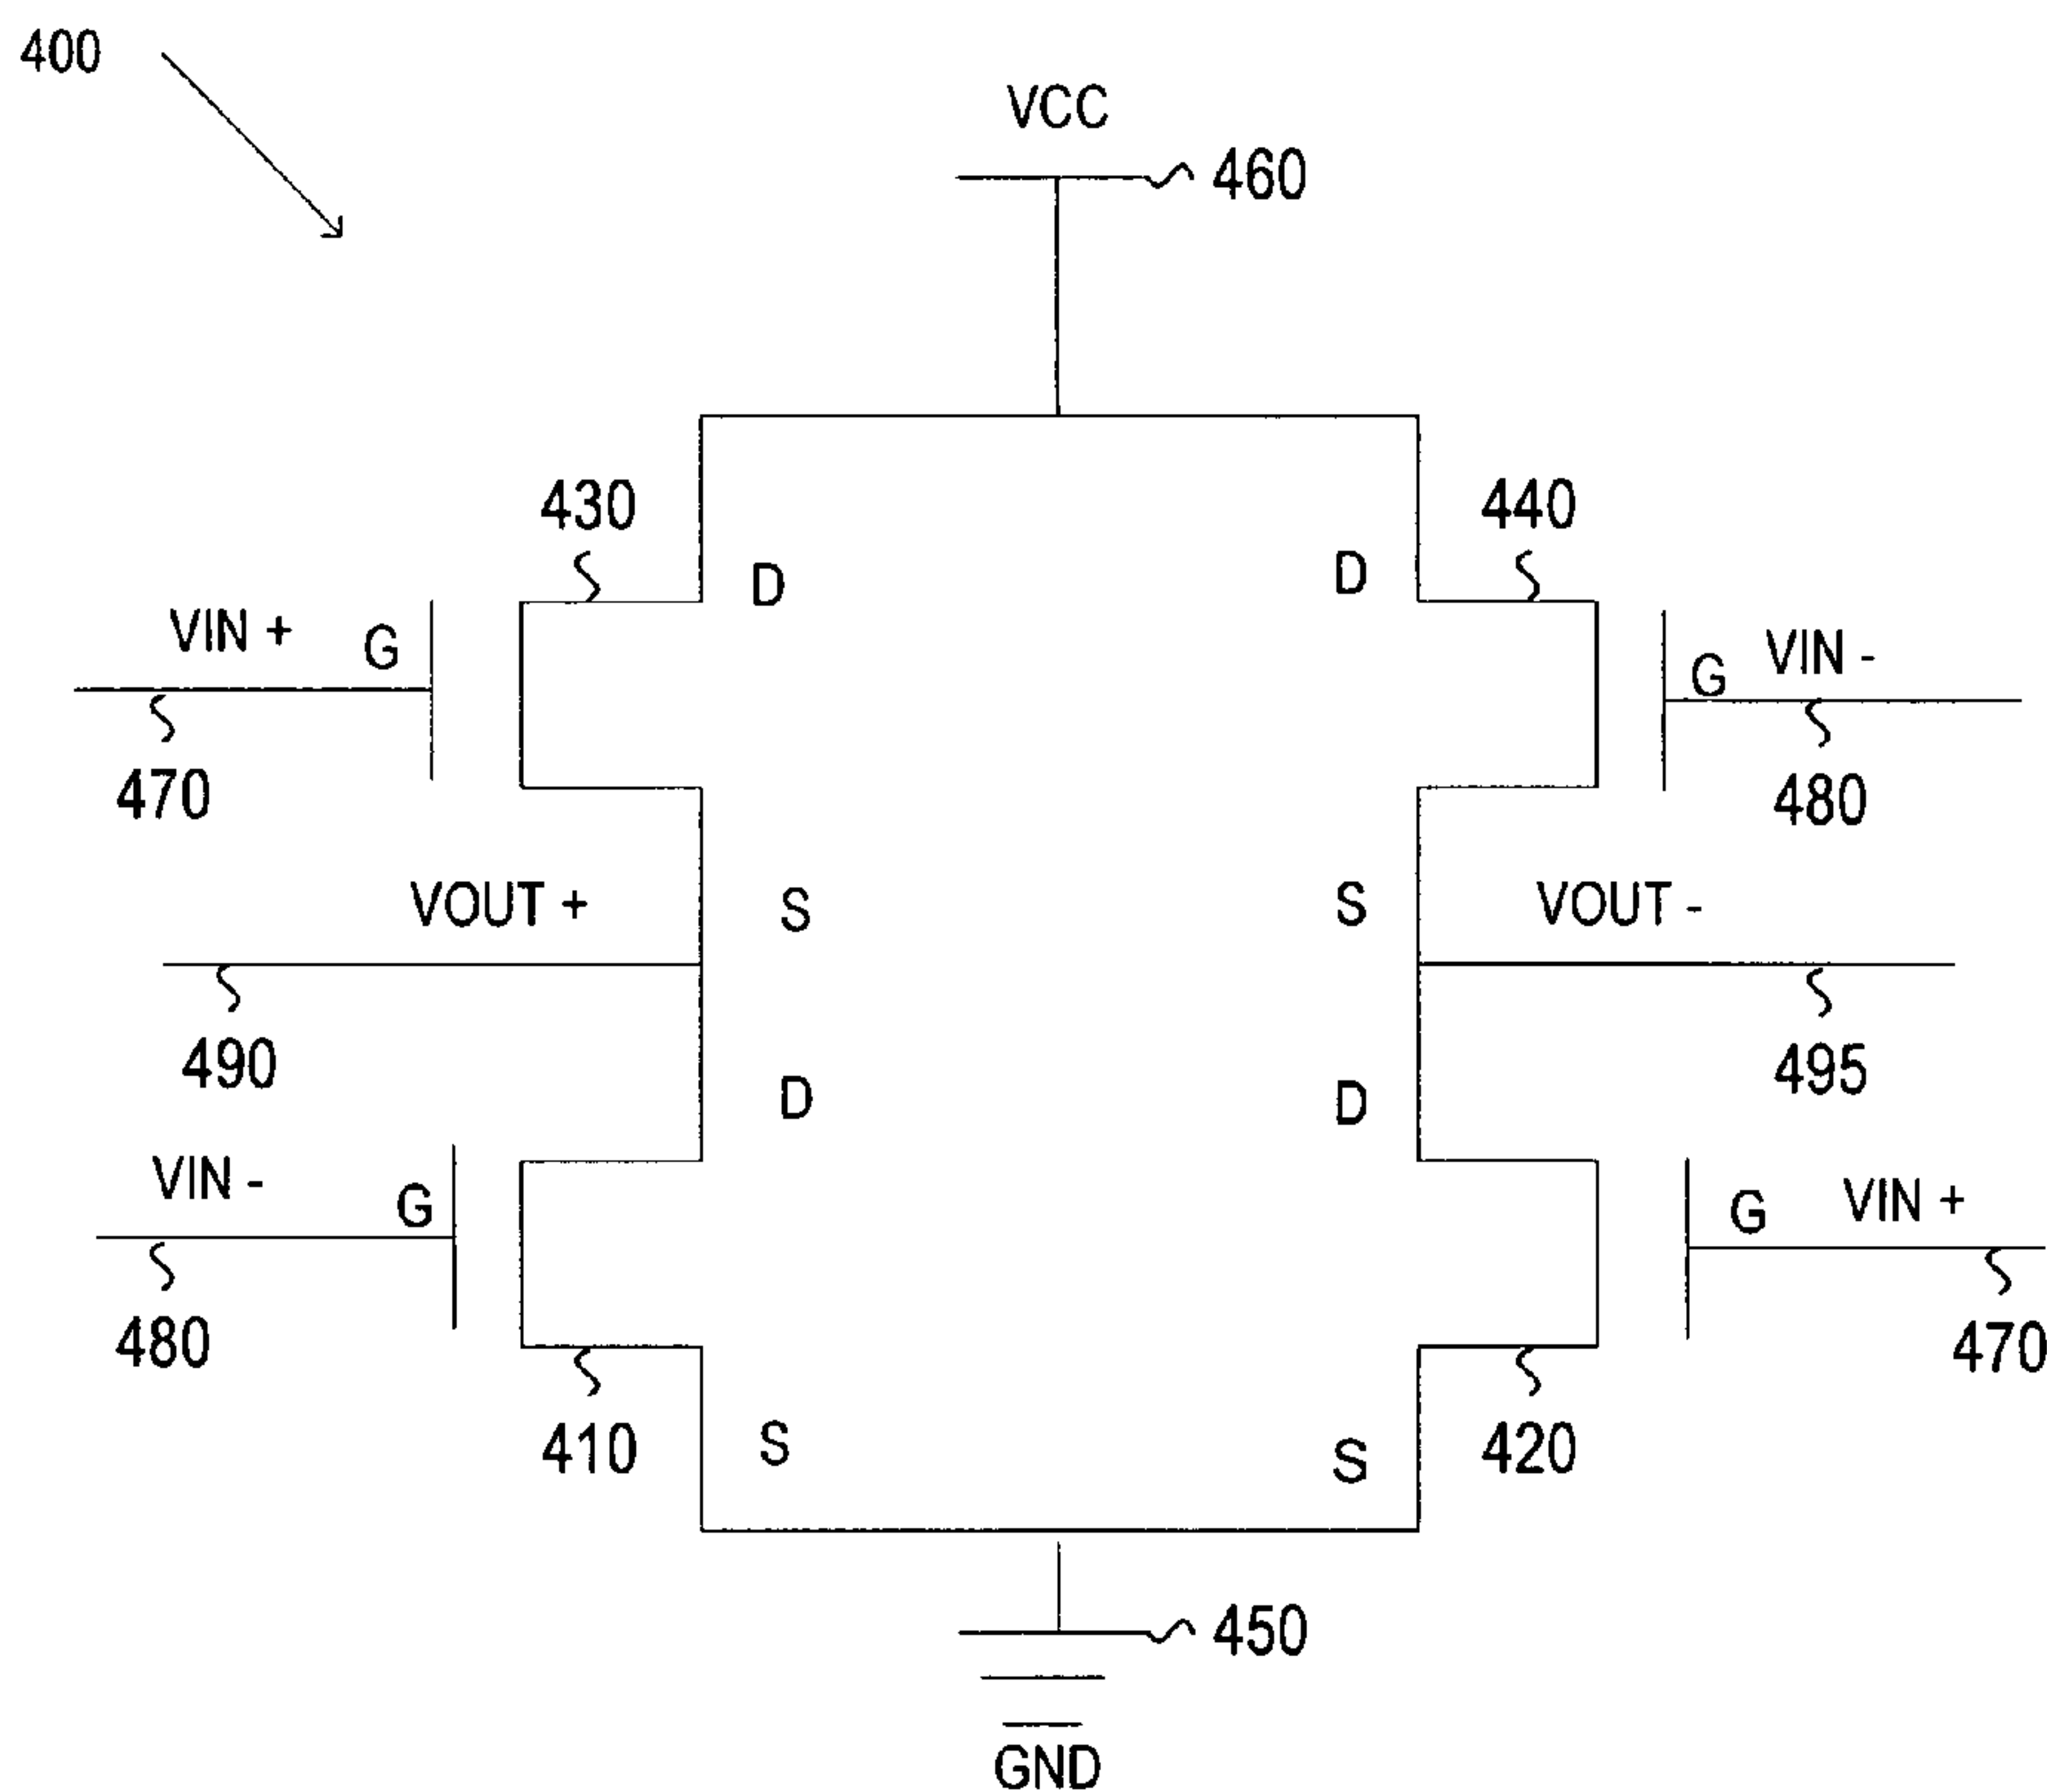 400
VCC
460
430
440
D
D
VIN +
G
G
VIN -
470
480
VOUT +
S
S
VOUT -
490
495
D
D
VIN -
G
G
VIN +
480
470
410
S
S
420
450
GND